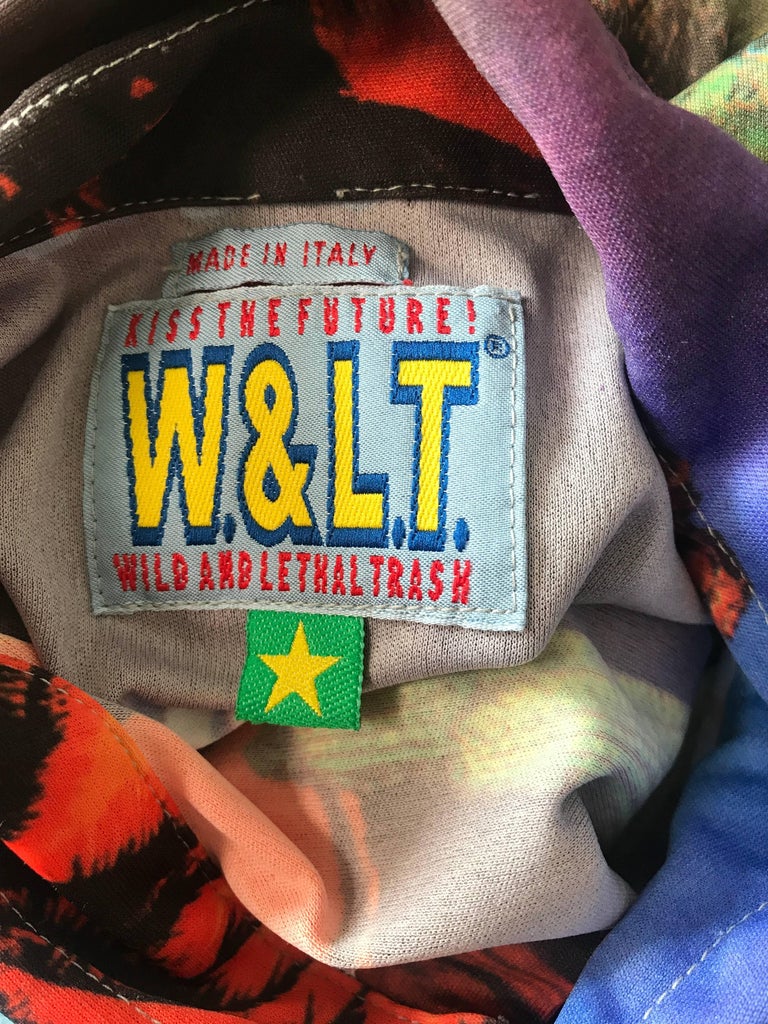 MADE IN ITALY
KISS THE FUTURE!
W.&L.T.®
WILD AND LETHAL TRASH